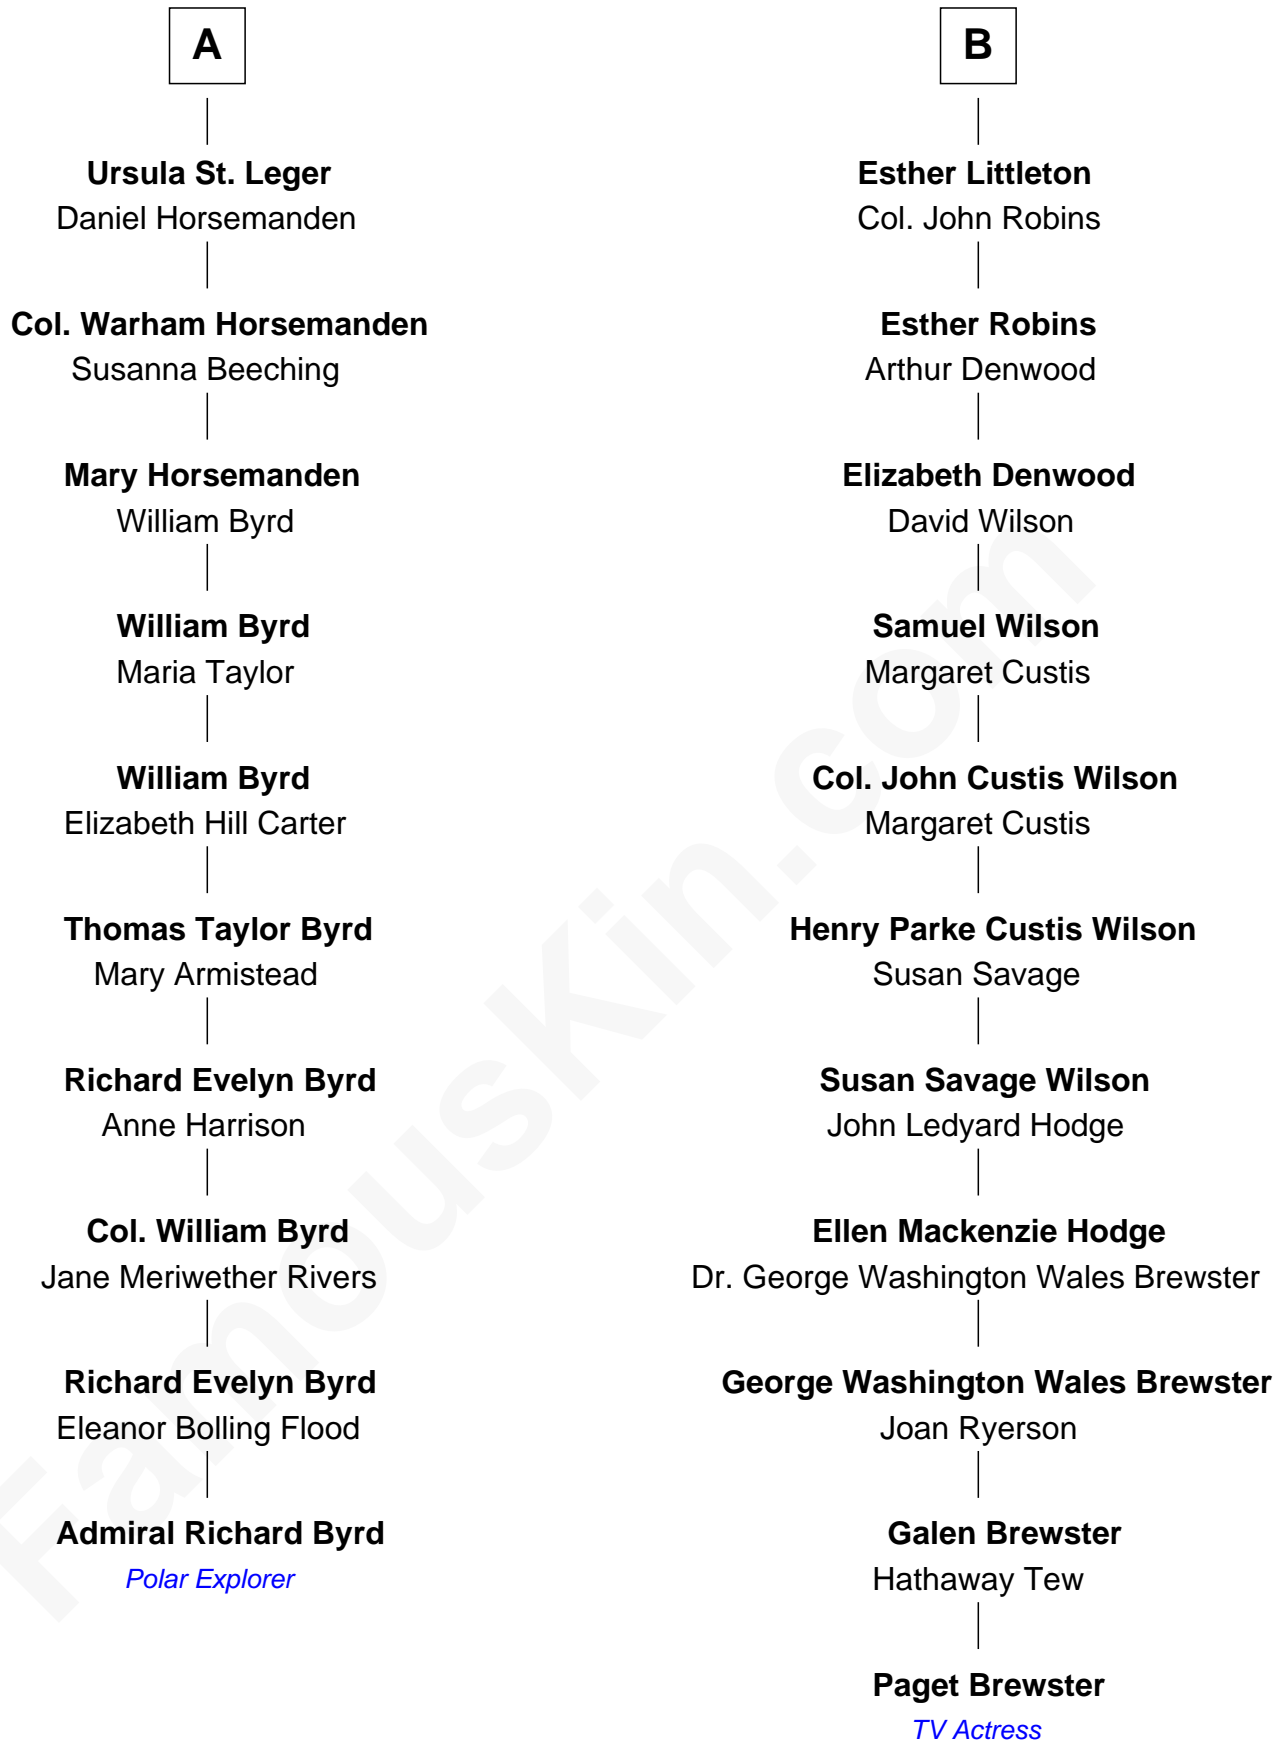 A
Ursula St. Leger
Daniel Horsemanden
Col. Warham Horsemanden
Susanna Beeching
Mary Horsemanden
William Byrd
William Byrd
Maria Taylor
William Byrd
Elizabeth Hill Carter
Thomas Taylor Byrd
Mary Armistead
Richard Evelyn Byrd
Anne Harrison
Col. William Byrd
Jane Meriwether Rivers
Richard Evelyn Byrd
Eleanor Bolling Flood
Admiral Richard Byrd
Polar Explorer
B
Esther Littleton
Col. John Robins
Esther Robins
Arthur Denwood
Elizabeth Denwood
David Wilson
Samuel Wilson
Margaret Custis
Col. John Custis Wilson
Margaret Custis
Henry Parke Custis Wilson
Susan Savage
Susan Savage Wilson
John Ledyard Hodge
Ellen Mackenzie Hodge
Dr. George Washington Wales Brewster
George Washington Wales Brewster
Joan Ryerson
Galen Brewster
Hathaway Tew
Paget Brewster
TV Actress
FamousKin.com